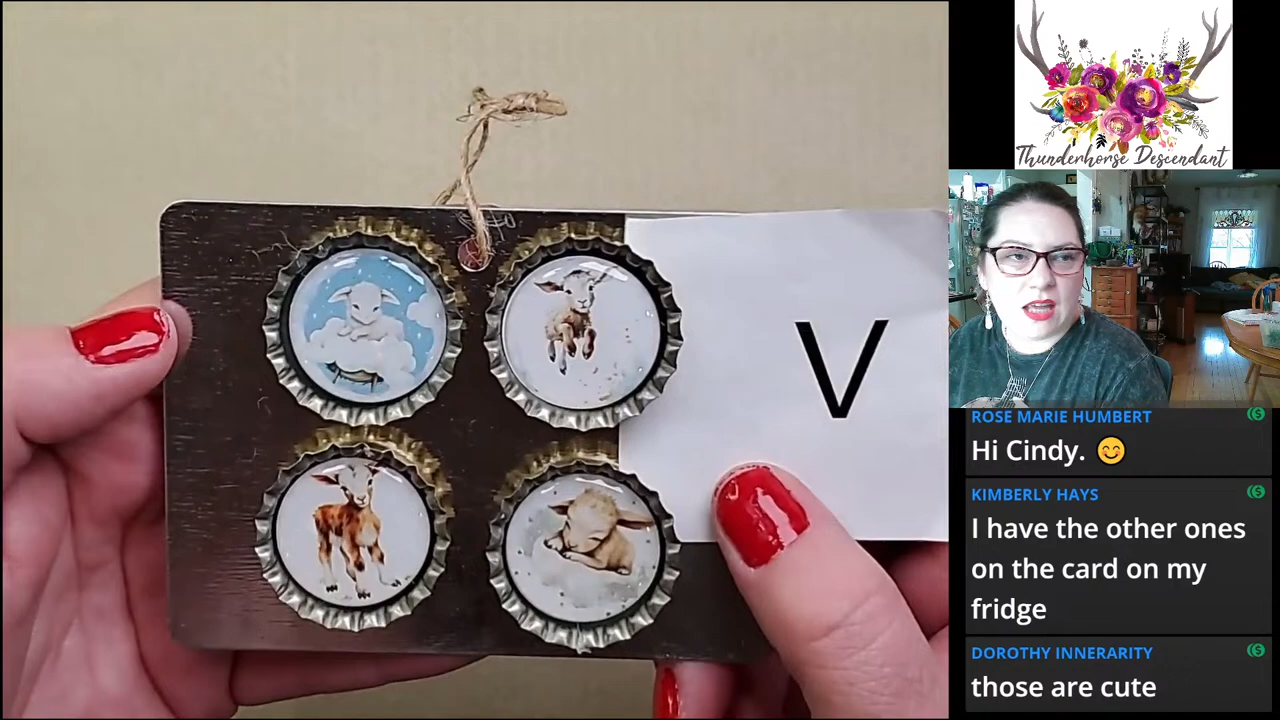 V
Thunderhorse Descendant
ROSE MARIE HUMBERT
Hi Cindy. 😊
KIMBERLY HAYS
I have the other ones
on the card on my
fridge
DOROTHY INNERARITY
those are cute